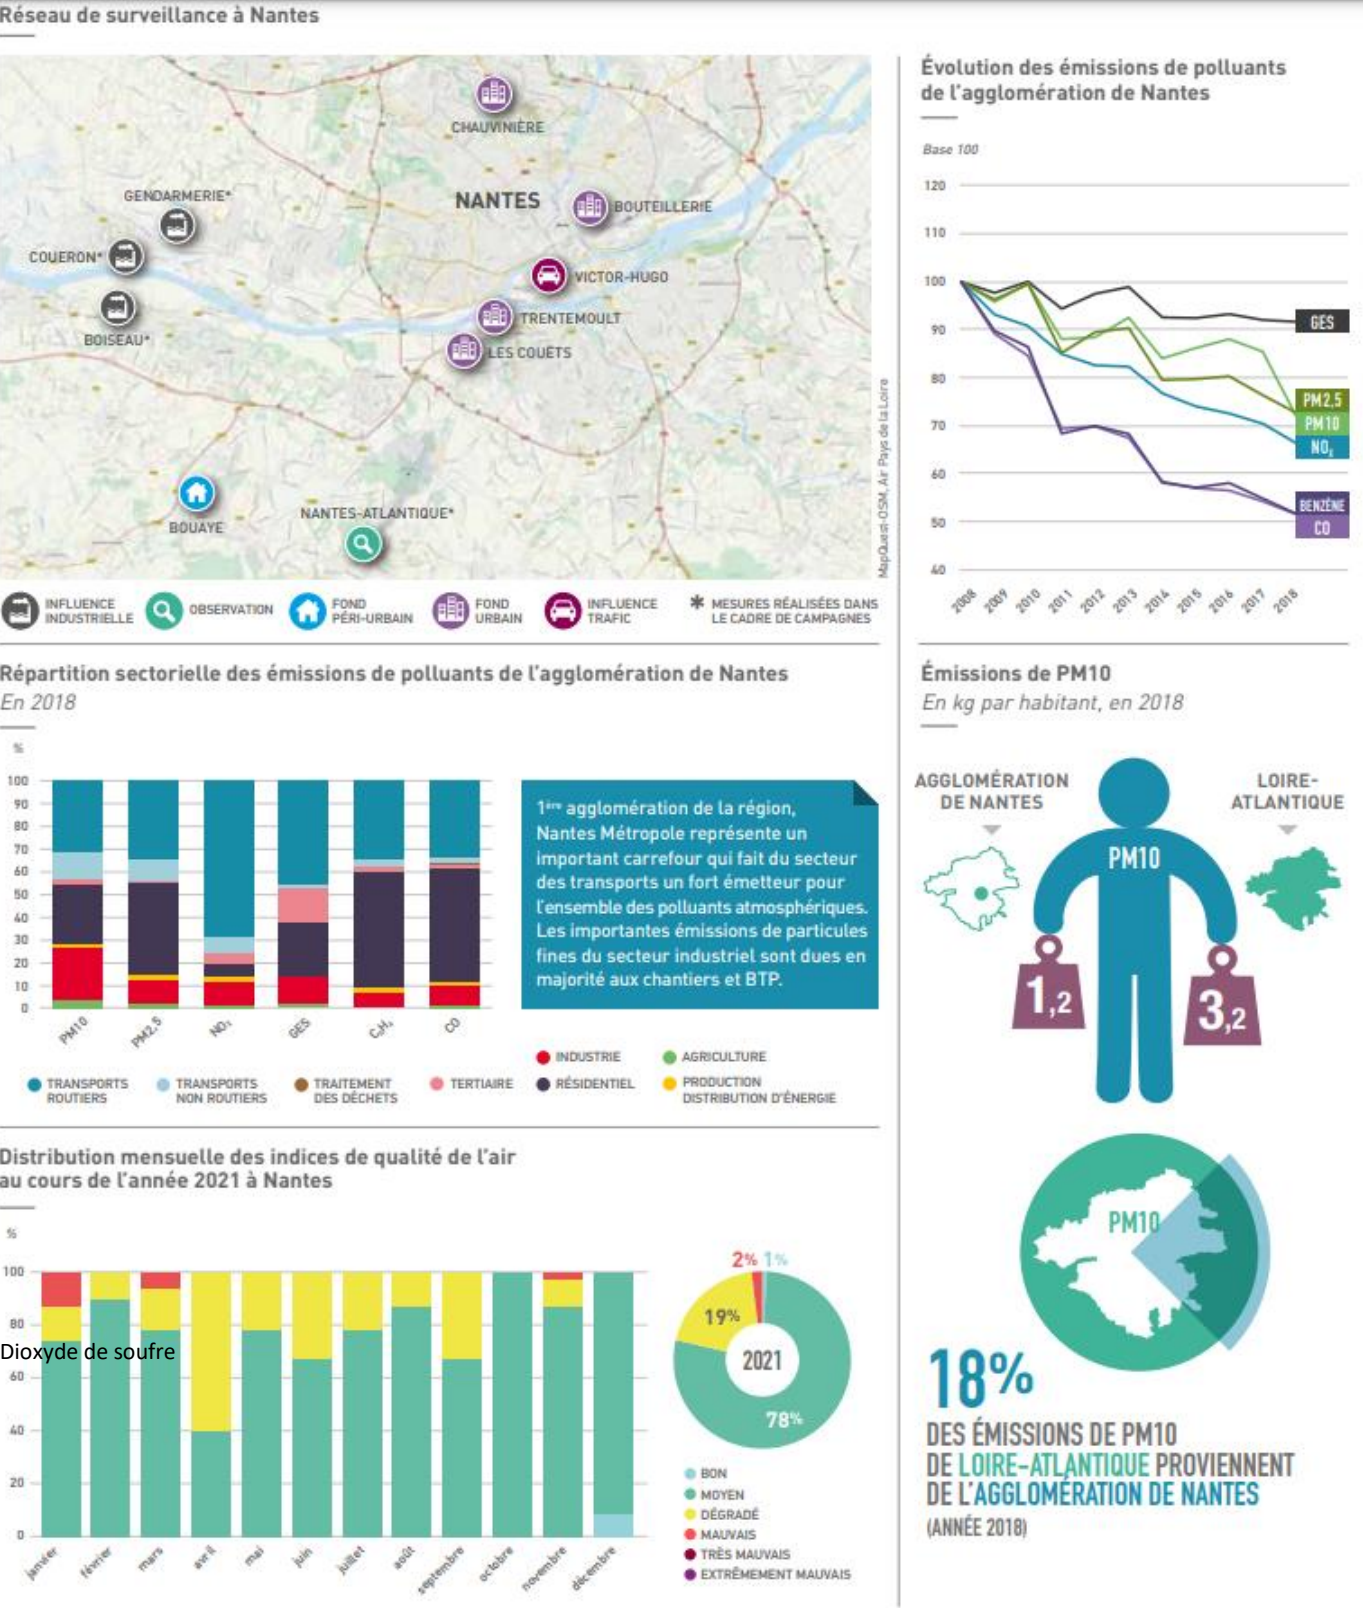 Réseau de surveillance à Nantes
CHAUVINIÈRE
GENDARMERIE*
NANTES
BOUTEILLERIE
COUERON*
VICTOR-HUGO
TRENTEMOULT
BOISEAU*
LES COUËTS
BOUAYE
NANTES-ATLANTIQUE*
MapQuest-OSM, Air Pays de la Loire
INFLUENCE
INDUSTRIELLE
OBSERVATION
FOND
PÉRI-URBAIN
FOND
URBAIN
INFLUENCE
TRAFIC
* MESURES RÉALISÉES DANS
LE CADRE DE CAMPAGNES
Évolution des émissions de polluants
de l'agglomération de Nantes
Base 100
120
110
100
90
80
70
60
50
40
GES
PM2,5
PM10
NOₓ
BENZÈNE
CO
2008 2009 2010 2011 2012 2013 2014 2015 2016 2017 2018
Répartition sectorielle des émissions de polluants de l'agglomération de Nantes
En 2018
%
100
90
80
70
60
50
40
30
20
10
0
PM10 PM2,5 NOₓ GES C₆H₆ CO
1ère agglomération de la région,
Nantes Métropole représente un
important carrefour qui fait du secteur
des transports un fort émetteur pour
l'ensemble des polluants atmosphériques.
Les importantes émissions de particules
fines du secteur industriel sont dues en
majorité aux chantiers et BTP.
INDUSTRIE
AGRICULTURE
TRANSPORTS
ROUTIERS
TRANSPORTS
NON ROUTIERS
TRAITEMENT
DES DÉCHETS
TERTIAIRE
RÉSIDENTIEL
PRODUCTION
DISTRIBUTION D'ÉNERGIE
Émissions de PM10
En kg par habitant, en 2018
AGGLOMÉRATION
DE NANTES
LOIRE-
ATLANTIQUE
PM10
1,2
3,2
Distribution mensuelle des indices de qualité de l'air
au cours de l'année 2021 à Nantes
%
100
80
Dioxyde de soufre
60
40
20
0
janvier février mars avril mai juin juillet août septembre octobre novembre décembre
2% 1%
19%
2021
78%
BON
MOYEN
DÉGRADÉ
MAUVAIS
TRÈS MAUVAIS
EXTRÊMEMENT MAUVAIS
PM10
18%
DES ÉMISSIONS DE PM10
DE LOIRE-ATLANTIQUE PROVIENNENT
DE L'AGGLOMÉRATION DE NANTES
(ANNÉE 2018)